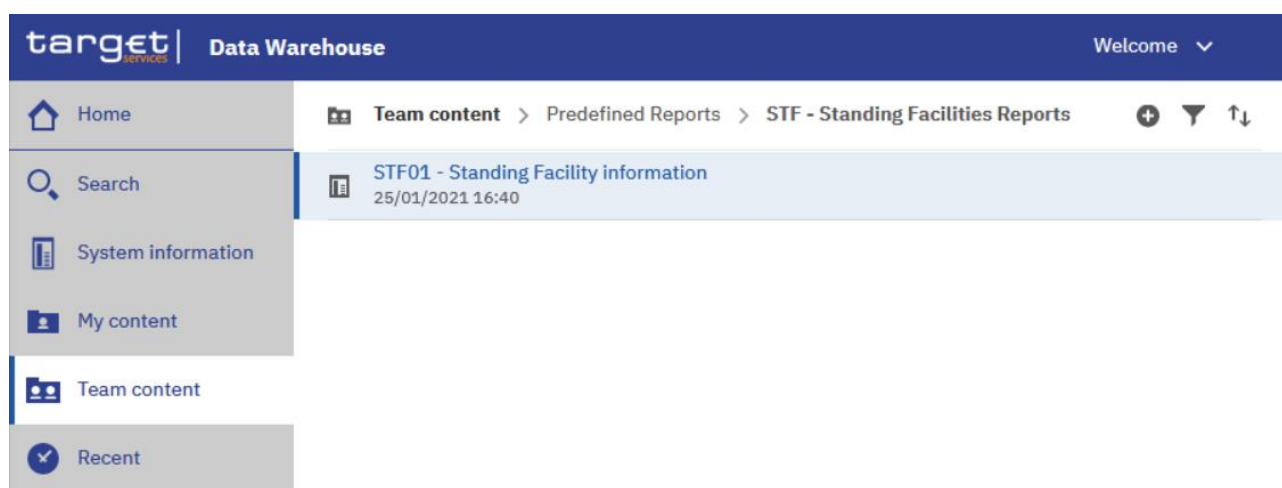 target services | Data Warehouse Welcome
Home
Team content > Predefined Reports > STF - Standing Facilities Reports
Search
STF01 - Standing Facility information
25/01/2021 16:40
System information
My content
Team content
Recent